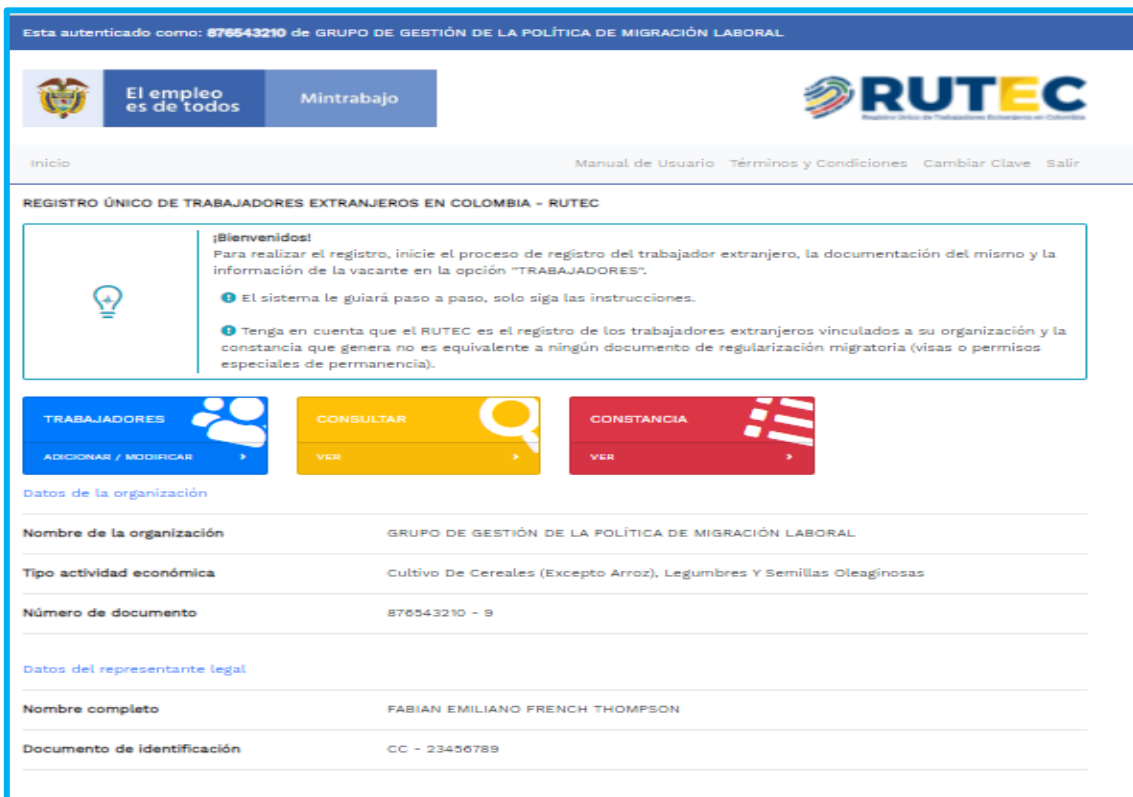 Esta autenticado como: 876543210 de GRUPO DE GESTIÓN DE LA POLÍTICA DE MIGRACIÓN LABORAL
El empleo
es de todos
Mintrabajo
RUTEC
Registro Único de Trabajadores Extranjeros en Colombia
Inicio
Manual de Usuario Términos y Condiciones Cambiar Clave Salir
REGISTRO ÚNICO DE TRABAJADORES EXTRANJEROS EN COLOMBIA - RUTEC
¡Bienvenidos!
Para realizar el registro, inicie el proceso de registro del trabajador extranjero, la documentación del mismo y la
información de la vacante en la opción "TRABAJADORES".
El sistema le guiará paso a paso, solo siga las instrucciones.
Tenga en cuenta que el RUTEC es el registro de los trabajadores extranjeros vinculados a su organización y la
constancia que genera no es equivalente a ningún documento de regularización migratoria (visas o permisos
especiales de permanencia).
TRABAJADORES
ADICIONAR / MODIFICAR >
CONSULTAR
VER >
CONSTANCIA
VER >
Datos de la organización
Nombre de la organización GRUPO DE GESTIÓN DE LA POLÍTICA DE MIGRACIÓN LABORAL
Tipo actividad económica Cultivo De Cereales (Excepto Arroz), Legumbres Y Semillas Oleaginosas
Número de documento 876543210 - 9
Datos del representante legal
Nombre completo FABIAN EMILIANO FRENCH THOMPSON
Documento de identificación CC - 23456789